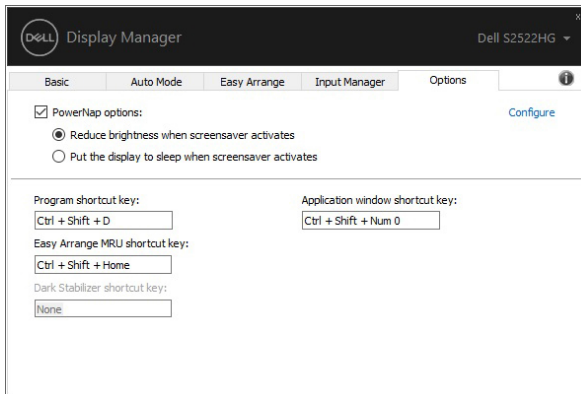 DELL Display Manager
Dell S2522HG
Basic Auto Mode Easy Arrange Input Manager Options
PowerNap options:
Configure
Reduce brightness when screensaver activates
Put the display to sleep when screensaver activates
Program shortcut key:
Ctrl + Shift + D
Application window shortcut key:
Ctrl + Shift + Num 0
Easy Arrange MRU shortcut key:
Ctrl + Shift + Home
Dark Stabilizer shortcut key:
None